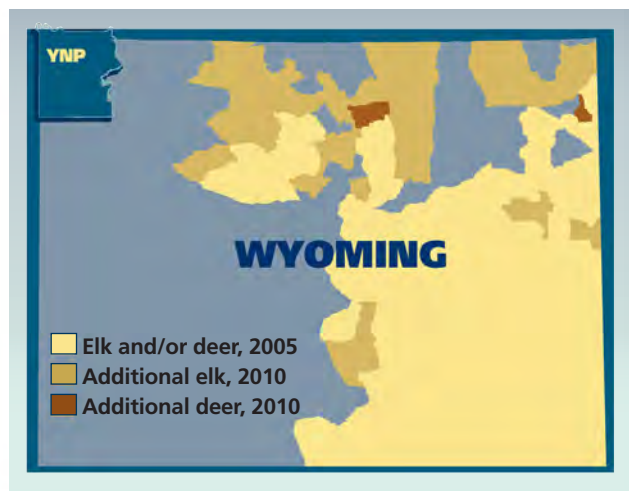 YNP
WYOMING
Elk and/or deer, 2005
Additional elk, 2010
Additional deer, 2010